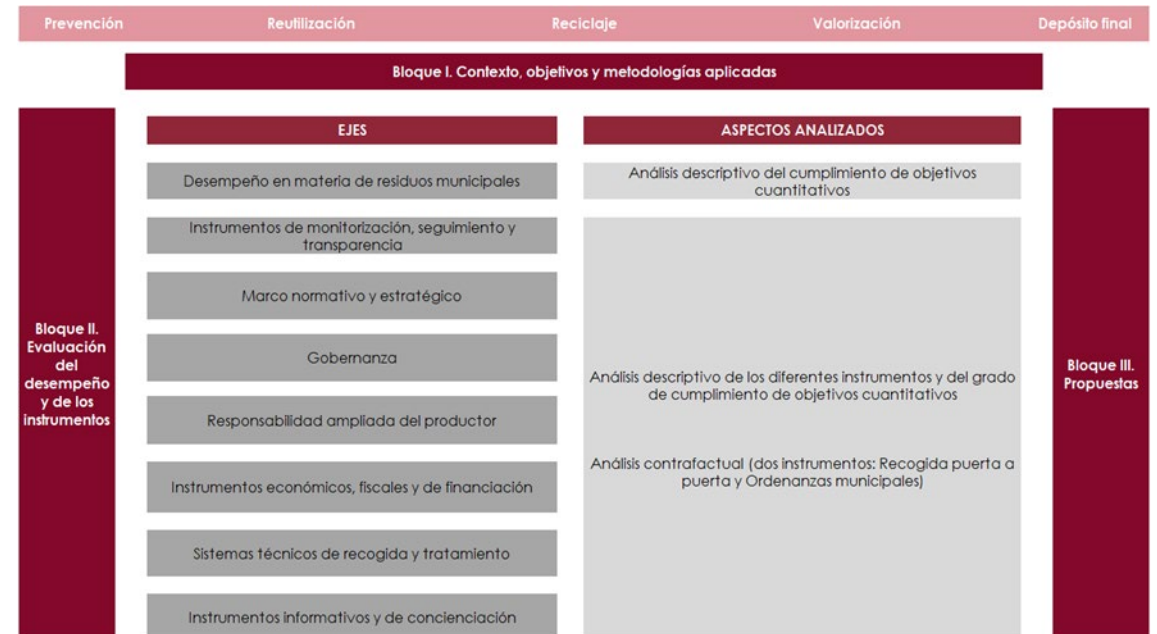 Prevención
Reutilización
Reciclaje
Valorización
Depósito final
Bloque I. Contexto, objetivos y metodologías aplicadas
Bloque II.
Evaluación
del
desempeño
y de los
instrumentos
EJES
Desempeño en materia de residuos municipales
Instrumentos de monitorización, seguimiento y
transparencia
Marco normativo y estratégico
Gobernanza
Responsabilidad ampliada del productor
Instrumentos económicos, fiscales y de financiación
Sistemas técnicos de recogida y tratamiento
Instrumentos informativos y de concienciación
ASPECTOS ANALIZADOS
Análisis descriptivo del cumplimiento de objetivos
cuantitativos
Análisis descriptivo de los diferentes instrumentos y del grado
de cumplimiento de objetivos cuantitativos
Análisis contrafactual (dos instrumentos: Recogida puerta a
puerta y Ordenanzas municipales)
Bloque III.
Propuestas